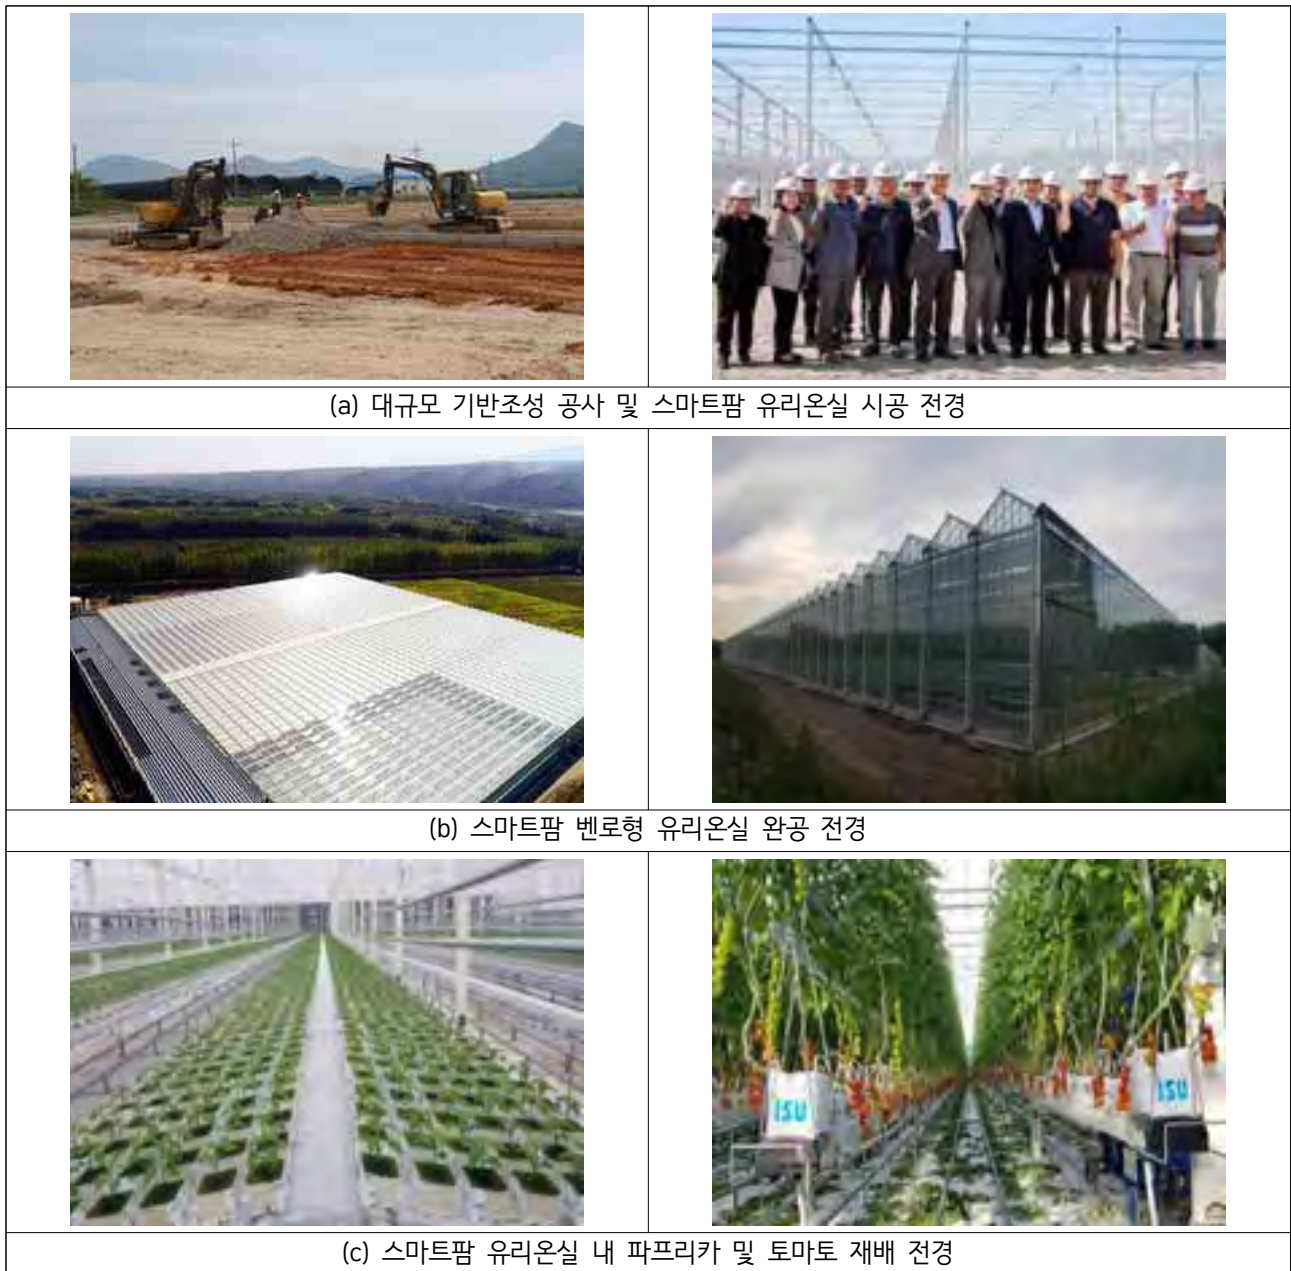 (a) 대규모 기반조성 공사 및 스마트팜 유리온실 시공 전경
(b) 스마트팜 벤로형 유리온실 완공 전경
ISU
ISU
(c) 스마트팜 유리온실 내 파프리카 및 토마토 재배 전경